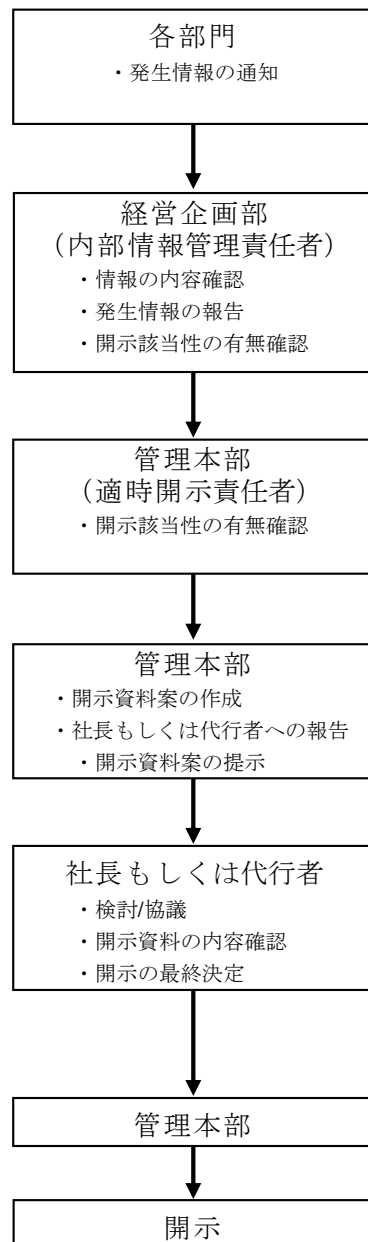 各部門
・発生情報の通知
経営企画部
（内部情報管理責任者）
・情報の内容確認
・発生情報の報告
・開示該当性の有無確認
管理本部
（適時開示責任者）
・開示該当性の有無確認
管理本部
・開示資料案の作成
・社長もしくは代行者への報告
・開示資料案の提示
社長もしくは代行者
・検討/協議
・開示資料の内容確認
・開示の最終決定
管理本部
開示